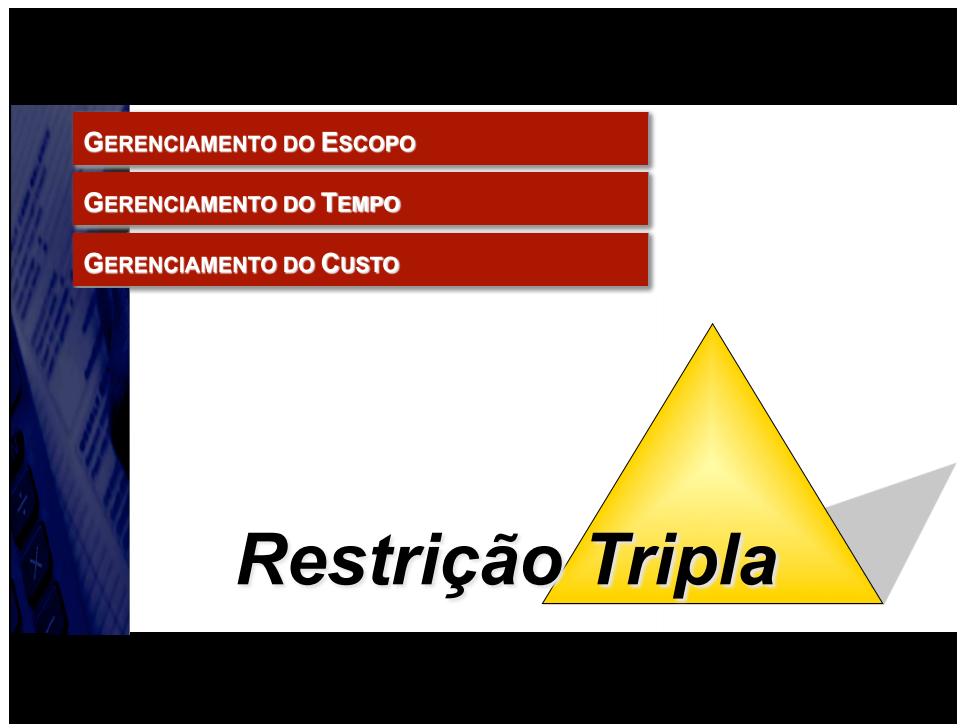 GERENCIAMENTO DO ESCOPO
GERENCIAMENTO DO TEMPO
GERENCIAMENTO DO CUSTO
Restrição Tripla